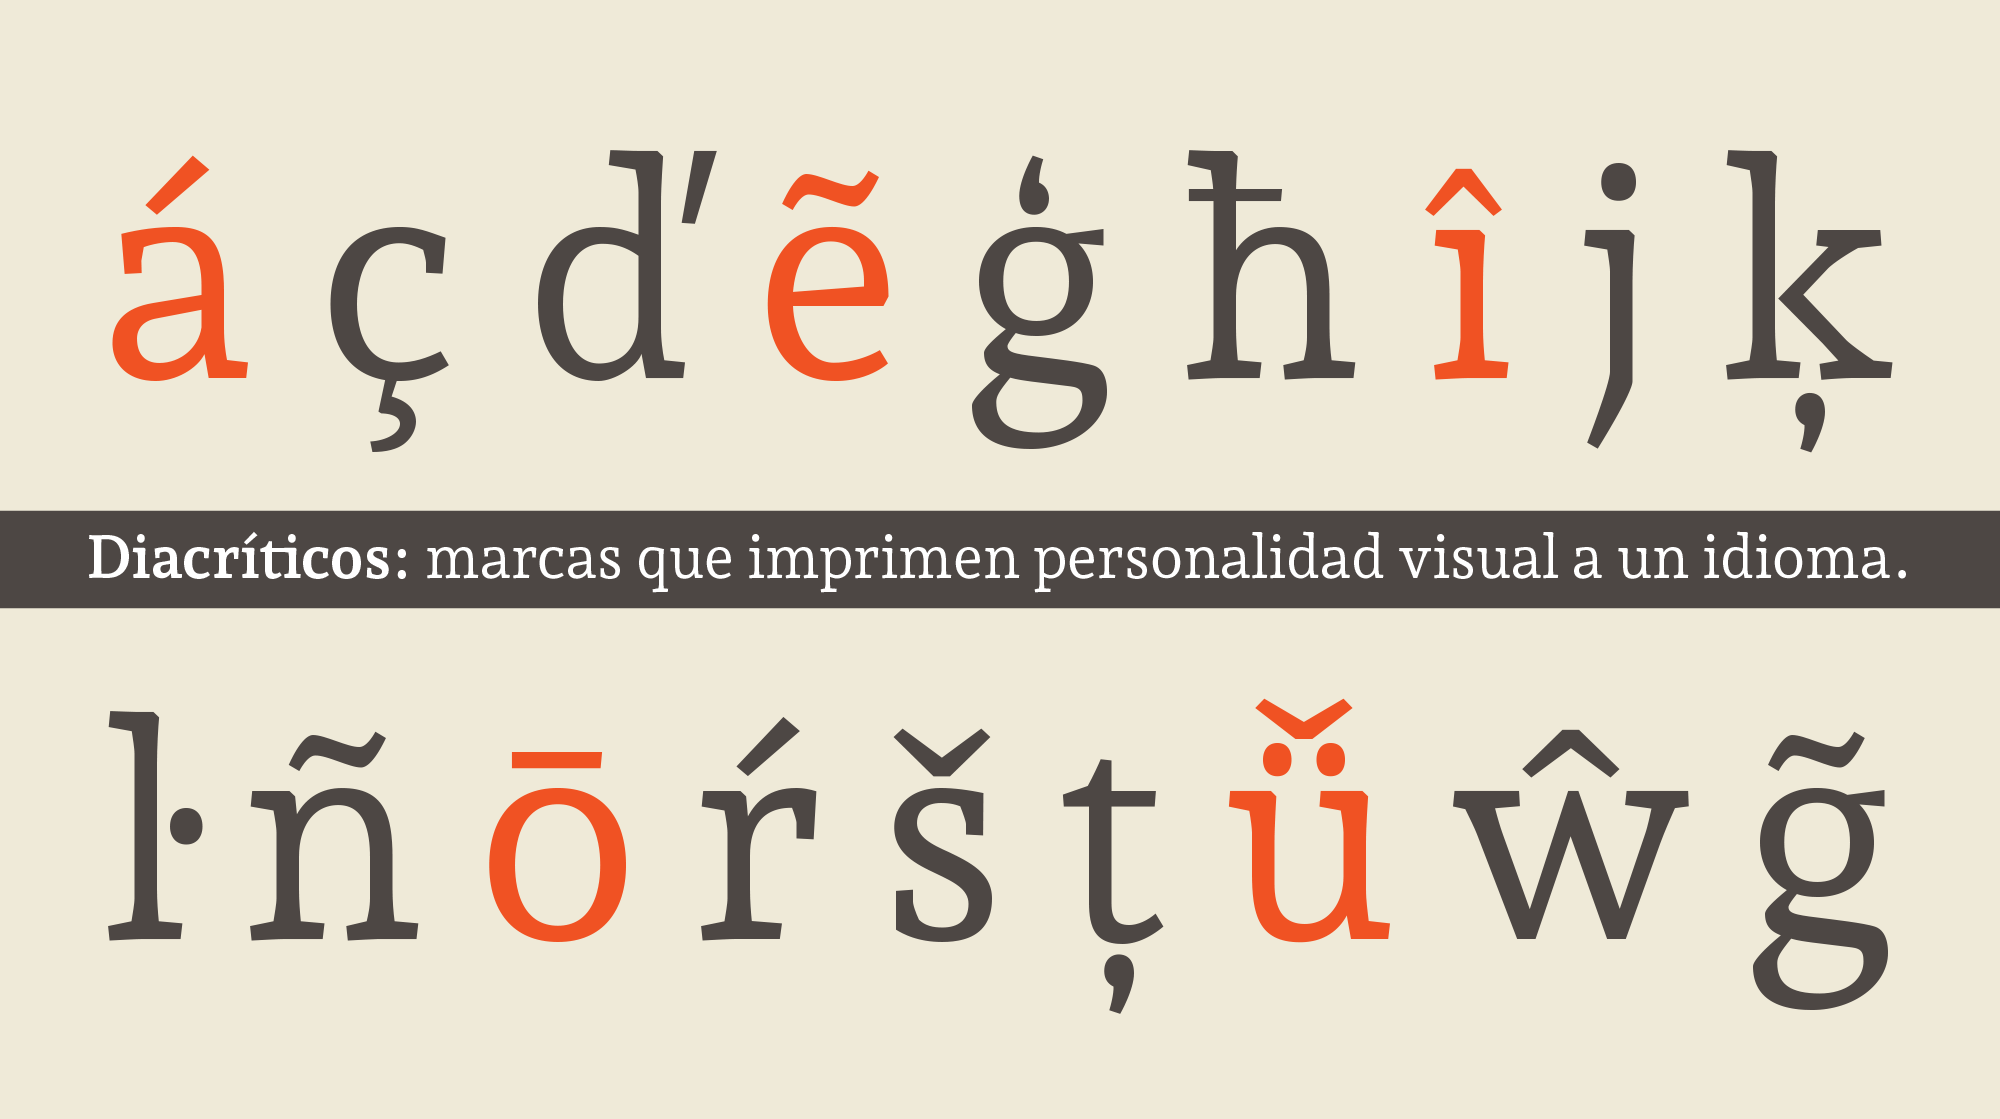 á ç ď ẽ ģ ħ î j ķ
Diacríticos: marcas que imprimen personalidad visual a un idioma.
ŀ ñ ō ŕ š ț ǚ ŵ g̃